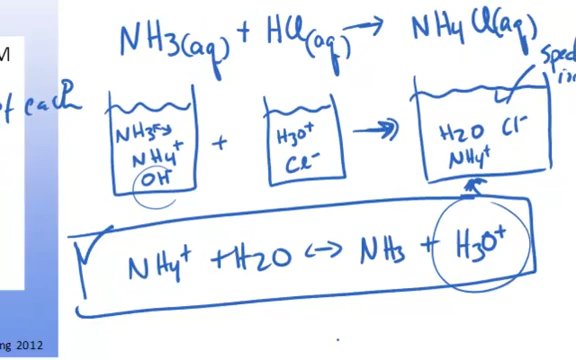 NH3(aq) + HCl(aq) → NH4Cl(aq)
M
of each
NH3 ↔
NH4+
OH-
+
H3O+
Cl-
→
H2O Cl-
NH4+
NH4+ + H2O ↔ NH3 + H3O+
ng 2012